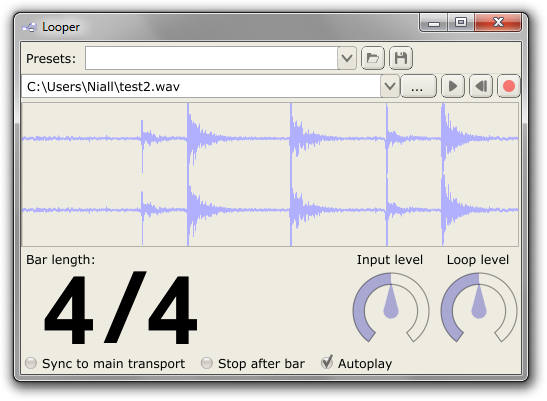 Looper
Presets:
C:\Users\Niall\test2.wav ...
Bar length: Input level Loop level
4/4
Sync to main transport Stop after bar Autoplay